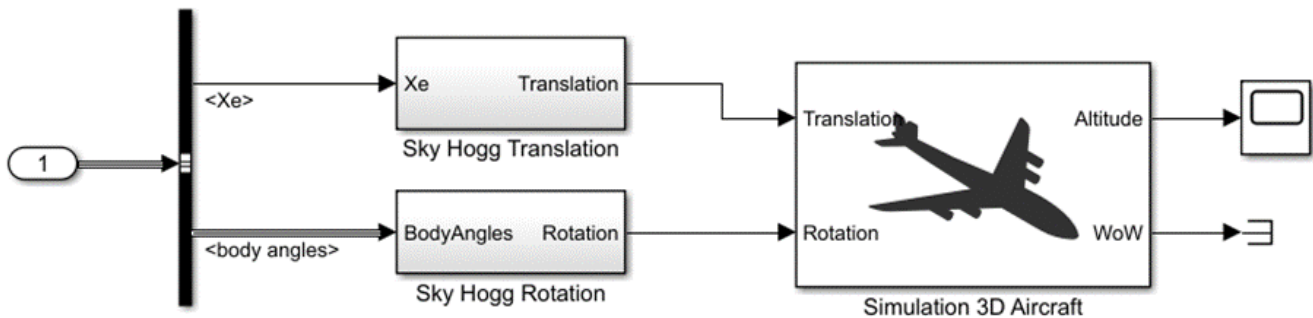 1
<Xe>
<body angles>
Xe Translation
Sky Hogg Translation
BodyAngles Rotation
Sky Hogg Rotation
Translation Altitude
Rotation WoW
Simulation 3D Aircraft